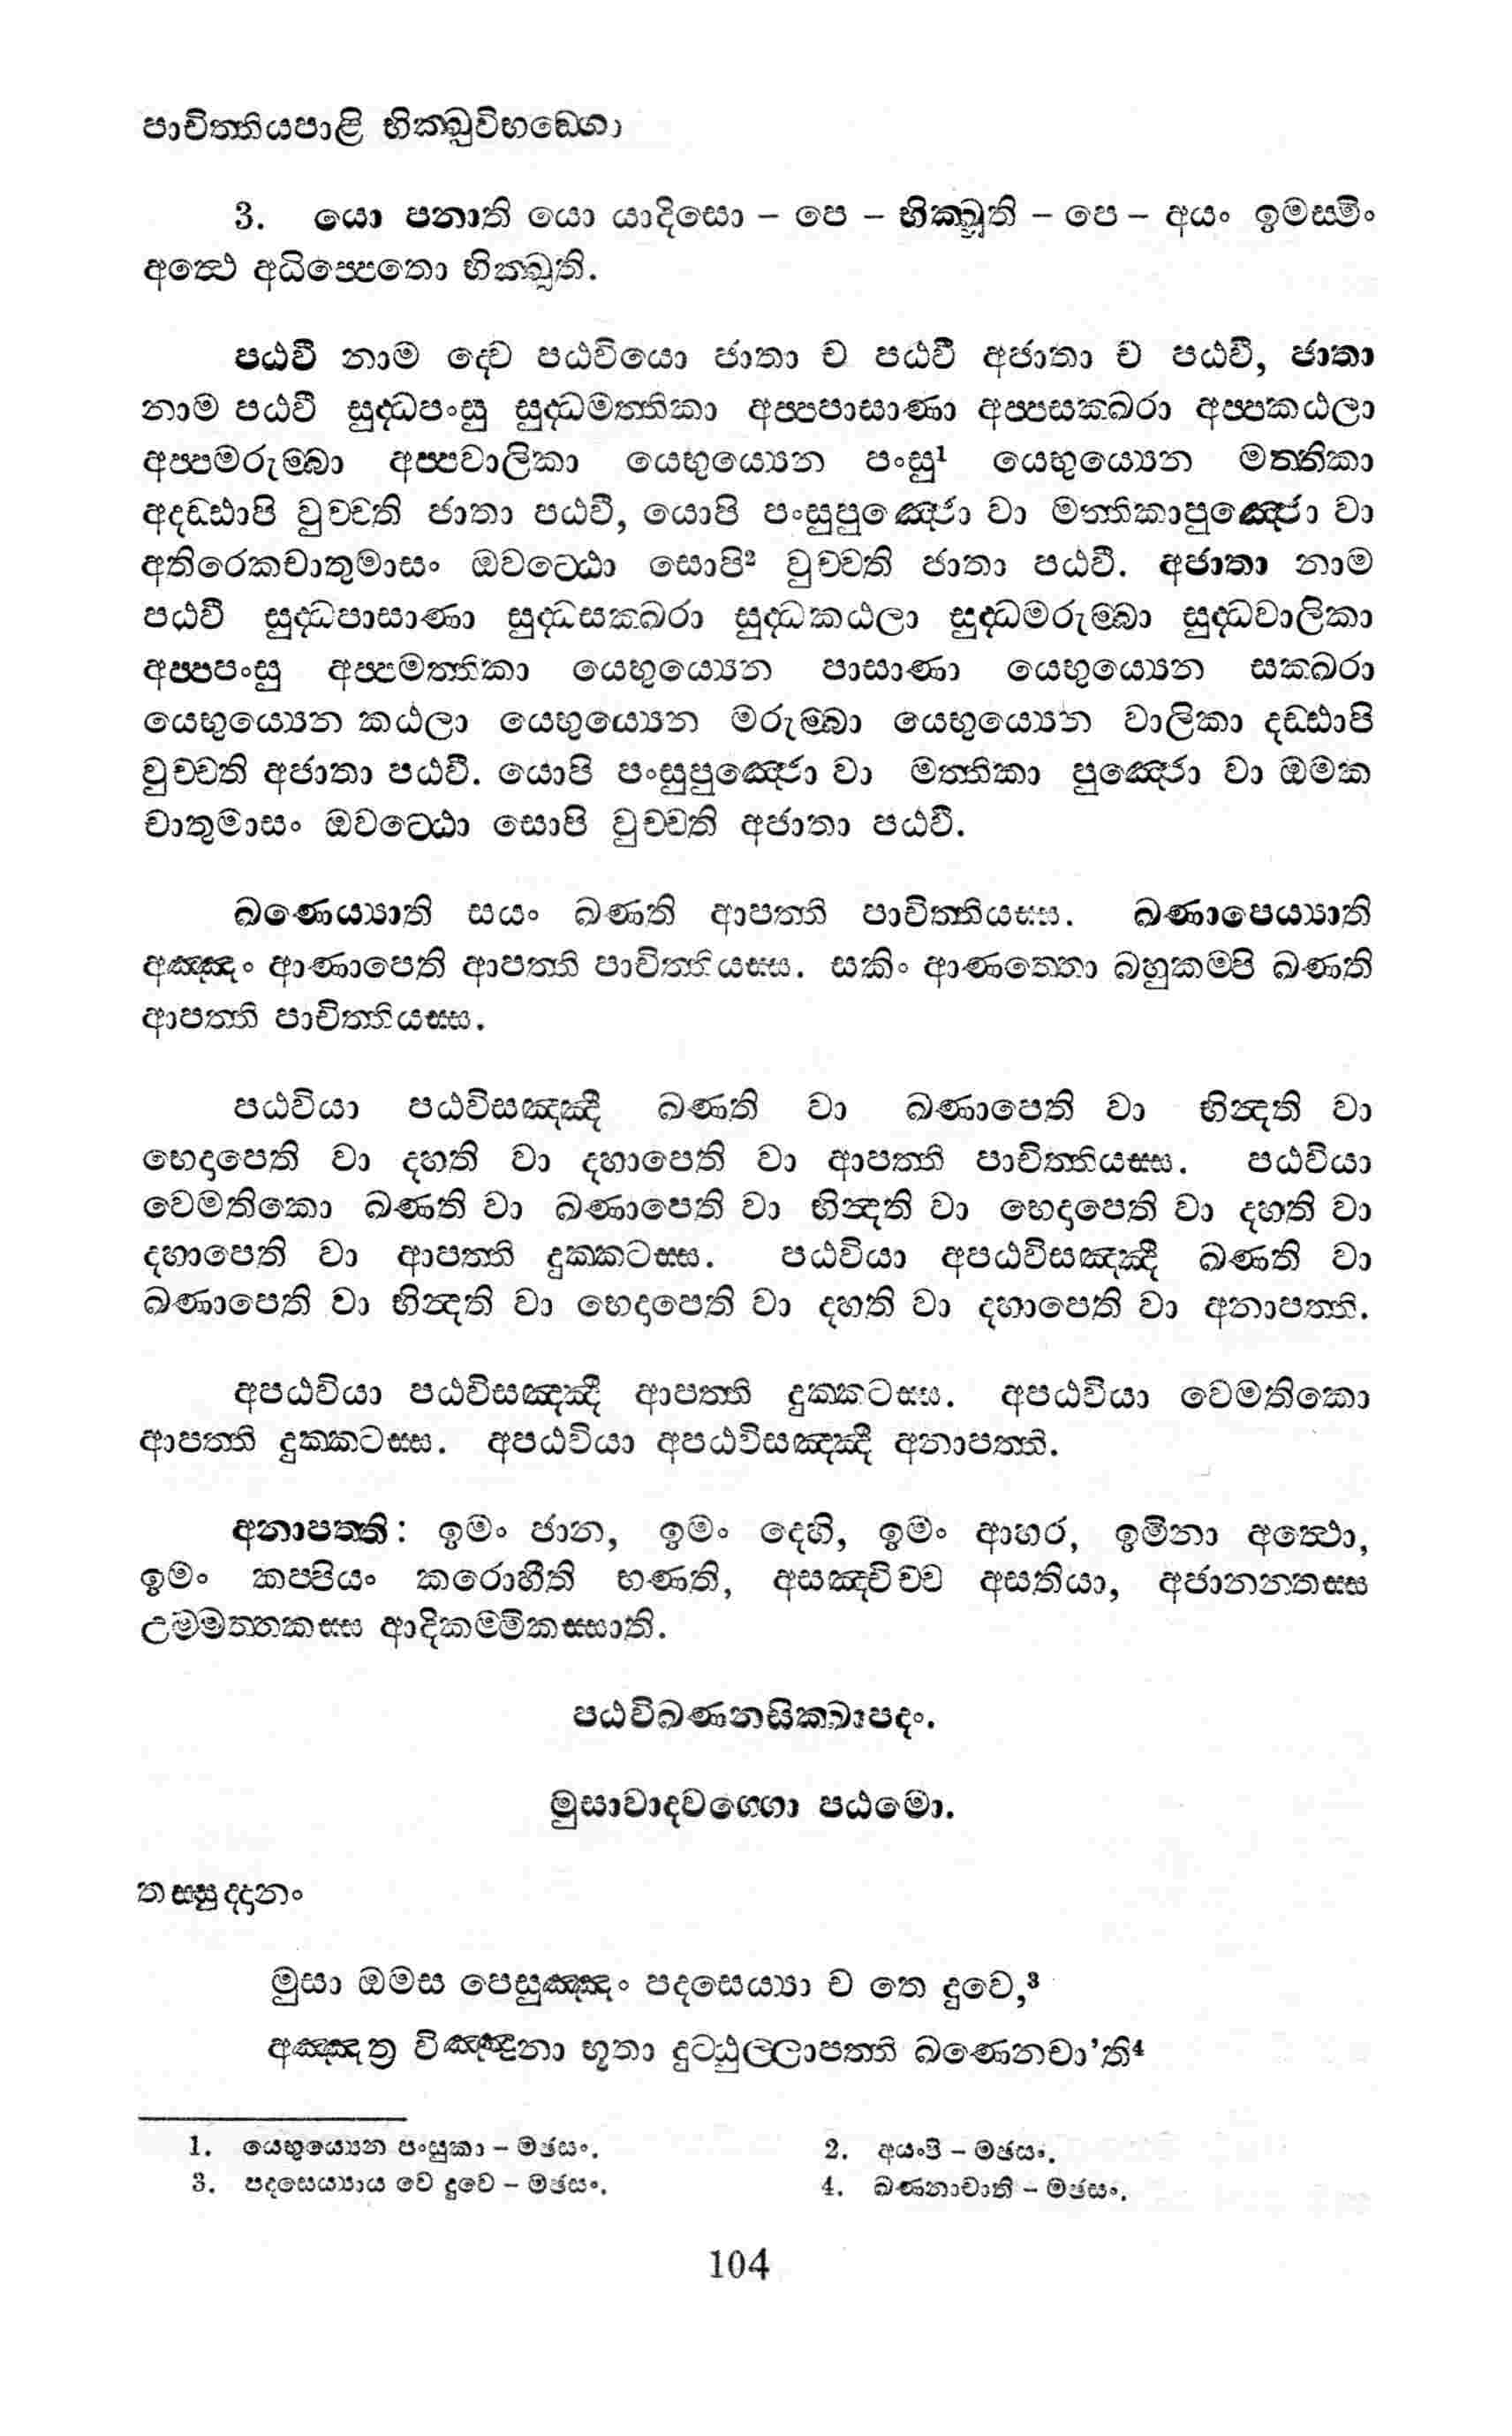 පාචිත්තියපාළි භික්ඛුවිභඞ්ගො
3. යො පනාති යො යාදිසො – පෙ – භික්ඛූති – පෙ – අයං ඉමස්මිං
අත්ථෙ අධිප්පෙතො භික්ඛූති.
පඨවී නාම ද්වෙ පඨවියො ජාතා ච පඨවී අජාතා ච පඨවී, ජාතා
නාම පඨවී සුද්ධපංසු සුද්ධමත්තිකා අප්පපාසාණා අප්පසක්ඛරා අප්පකඨලා
අප්පමරුම්බා අප්පවාලිකා යෙභුය්‍යෙන පංසු¹ යෙභුය්‍යෙන මත්තිකා
අදඩ්ඪාපි වුච්චති ජාතා පඨවී, යොපි පංසුපුඤ්ජො වා මත්තිකාපුඤ්ජො වා
අතිරෙකචාතුමාසං ඔවට්ඨො සොපි² වුච්චති ජාතා පඨවී. අජාතා නාම
පඨවී සුද්ධපාසාණා සුද්ධසක්ඛරා සුද්ධකඨලා සුද්ධමරුම්බා සුද්ධවාලිකා
අප්පපංසු අප්පමත්තිකා යෙභුය්‍යෙන පාසාණා යෙභුය්‍යෙන සක්ඛරා
යෙභුය්‍යෙන කඨලා යෙභුය්‍යෙන මරුම්බා යෙභුය්‍යෙන වාලිකා දඩ්ඪාපි
වුච්චති අජාතා පඨවී. යොපි පංසුපුඤ්ජො වා මත්තිකා පුඤ්ජො වා ඔමක
චාතුමාසං ඔවට්ඨො සොපි වුච්චති අජාතා පඨවී.
ඛණෙය්‍යාති සයං ඛණති ආපත්ති පාචිත්තියස්ස. ඛණාපෙය්‍යාති
අඤ්ඤං ආණාපෙති ආපත්ති පාචිත්තියස්ස. සකිං ආණත්තො බහුකම්පි ඛණති
ආපත්ති පාචිත්තියස්ස.
පඨවියා පඨවිසඤ්ඤී ඛණති වා ඛණාපෙති වා භින්දති වා
භෙදාපෙති වා දහති වා දහාපෙති වා ආපත්ති පාචිත්තියස්ස. පඨවියා
වෙමතිකො ඛණති වා ඛණාපෙති වා භින්දති වා භෙදාපෙති වා දහති වා
දහාපෙති වා ආපත්ති දුක්කටස්ස. පඨවියා අපඨවිසඤ්ඤී ඛණති වා
ඛණාපෙති වා භින්දති වා භෙදාපෙති වා දහති වා දහාපෙති වා අනාපත්ති.
අපඨවියා පඨවිසඤ්ඤී ආපත්ති දුක්කටස්ස. අපඨවියා වෙමතිකො
ආපත්ති දුක්කටස්ස. අපඨවියා අපඨවිසඤ්ඤී අනාපත්ති.
අනාපත්ති: ඉමං ජාන, ඉමං දෙහි, ඉමං ආහර, ඉමිනා අත්ථො,
ඉමං කප්පියං කරොහීති භණති, අසඤ්චිච්ච අසතියා, අජානන්තස්ස
උම්මත්තකස්ස ආදිකම්මිකස්සාති.
පඨවිඛණනසික්ඛාපදං.
මුසාවාදවග්ගො පඨමො.
තස්සුද්දානං
මුසා ඔමස පෙසුඤ්ඤං පදසෙය්‍යා ච තෙ දුවෙ,³
අඤ්ඤත්‍ර විඤ්ඤුනා භූතා දුට්ඨුල්ලාපත්ති ඛණෙනචා'ති⁴
1. යෙභුය්‍යෙන පංසුකා – මඡසං.
2. අයංපි – මඡසං.
3. පදසෙය්‍යාය වෙ දුවෙ – මඡසං.
4. ඛණනාචාති – මඡසං.
104